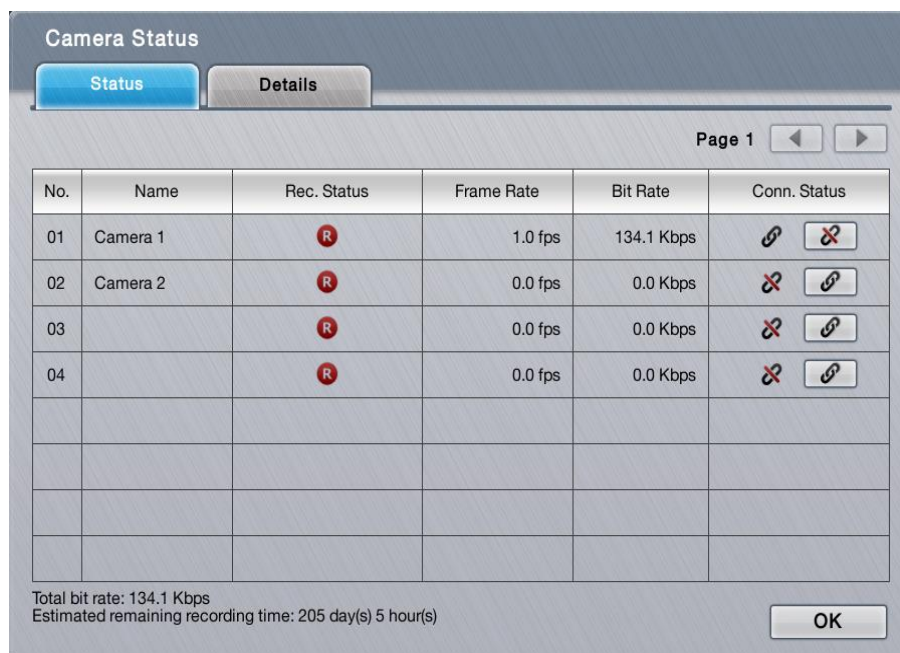 Camera Status
Status Details
Page 1
No. Name Rec. Status Frame Rate Bit Rate Conn. Status
01 Camera 1 R 1.0 fps 134.1 Kbps
02 Camera 2 R 0.0 fps 0.0 Kbps
03 R 0.0 fps 0.0 Kbps
04 R 0.0 fps 0.0 Kbps
Total bit rate: 134.1 Kbps
Estimated remaining recording time: 205 day(s) 5 hour(s)
OK